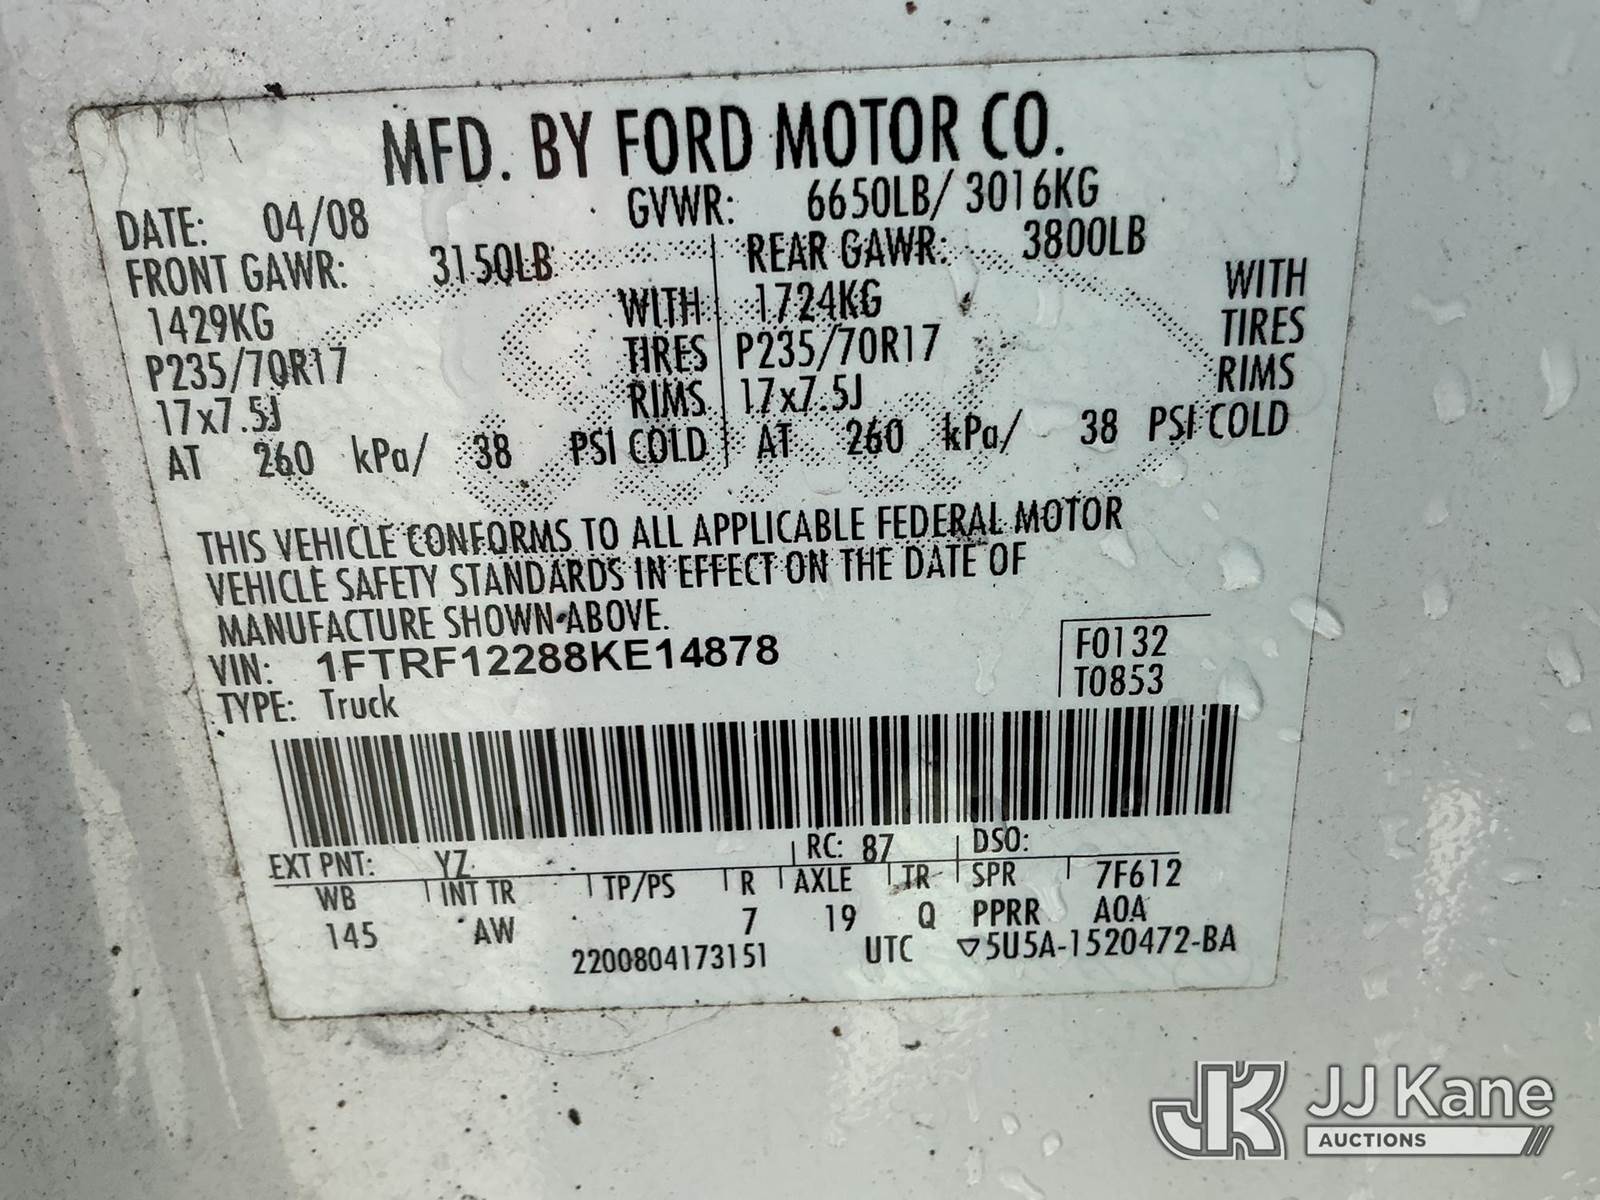 MFD. BY FORD MOTOR CO.
DATE: 04/08 GVWR: 6650LB/ 3016KG
FRONT GAWR: 3150LB REAR GAWR: 3800LB
1429KG WITH 1724KG WITH
P235/70R17 TIRES P235/70R17 TIRES
17x7.5J RIMS 17x7.5J RIMS
AT 260 kPa/ 38 PSI COLD AT 260 kPa/ 38 PSI COLD
THIS VEHICLE CONFORMS TO ALL APPLICABLE FEDERAL MOTOR
VEHICLE SAFETY STANDARDS IN EFFECT ON THE DATE OF
MANUFACTURE SHOWN ABOVE.
VIN: 1FTRF12288KE14878 F0132
TYPE: Truck T0853
EXT PNT: YZ RC: 87 DSO:
WB INT TR TP/PS R AXLE TR SPR 7F612
145 AW 7 19 Q PPRR A0A
2200804173151 UTC ▽5U5A-1520472-BA
JK JJ Kane
AUCTIONS